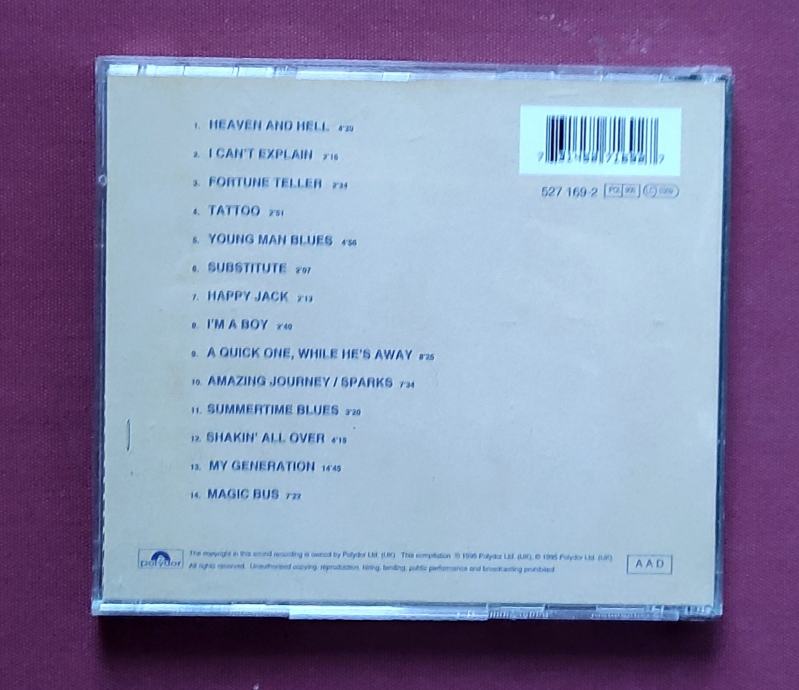 1. HEAVEN AND HELL 4'20
2. I CAN'T EXPLAIN 2'16
3. FORTUNE TELLER 2'34
4. TATTOO 2'51
5. YOUNG MAN BLUES 4'56
6. SUBSTITUTE 2'07
7. HAPPY JACK 2'13
8. I'M A BOY 2'40
9. A QUICK ONE, WHILE HE'S AWAY 8'25
10. AMAZING JOURNEY / SPARKS 7'34
11. SUMMERTIME BLUES 3'20
12. SHAKIN' ALL OVER 4'15
13. MY GENERATION 14'45
14. MAGIC BUS 7'22
527 169-2
polydor
The copyright in this sound recording is owned by Polydor Ltd. (UK) This compilation ℗ 1995 Polydor Ltd. (UK), © 1995 Polydor Ltd. (UK)
All rights reserved. Unauthorised copying, reproduction, hiring, lending, public performance and broadcasting prohibited
AAD